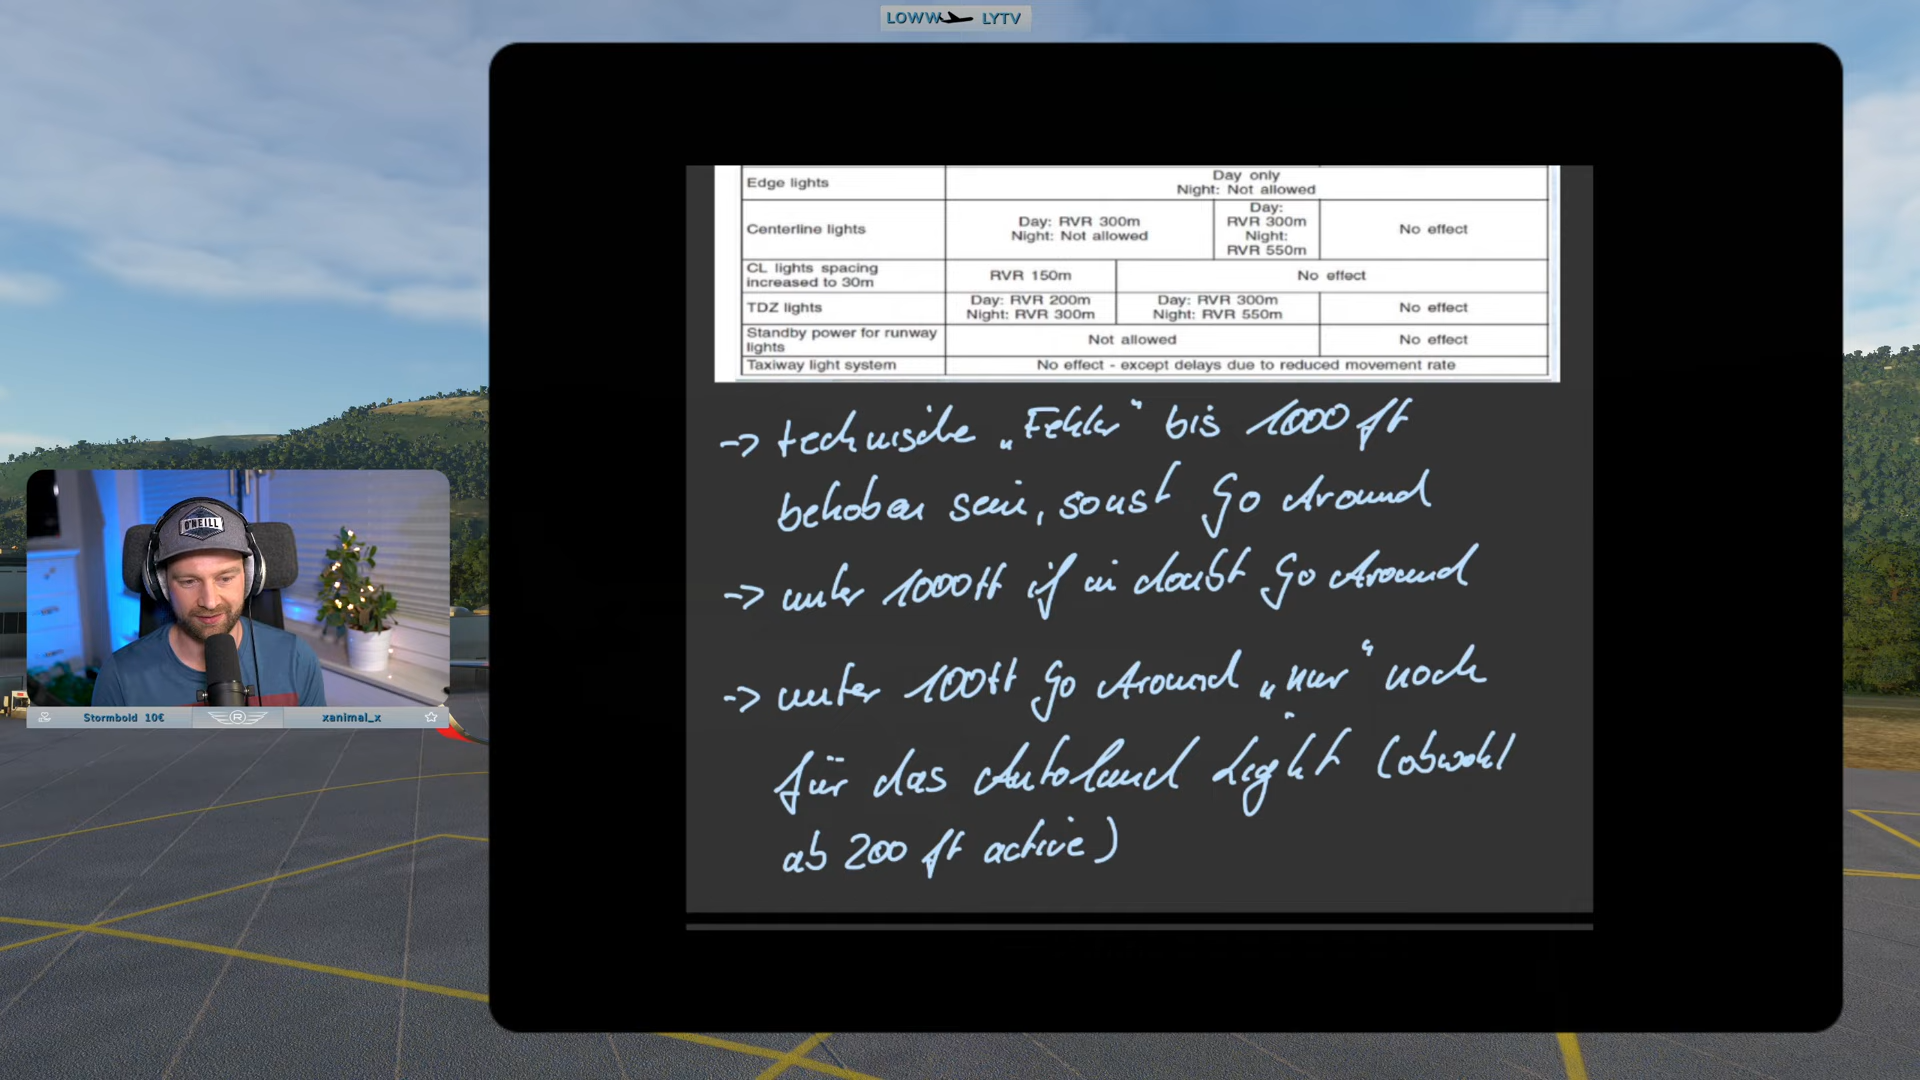 LOWW LYTV
Edge lights
Day only
Night: Not allowed
Centerline lights
Day: RVR 300m
Night: Not allowed
Day:
RVR 300m
Night:
RVR 550m
No effect
CL lights spacing
increased to 30m
RVR 150m
No effect
TDZ lights
Day: RVR 200m
Night: RVR 300m
Day: RVR 300m
Night: RVR 550m
No effect
Standby power for runway
lights
Not allowed
No effect
Taxiway light system
No effect - except delays due to reduced movement rate
-> technische „Fehler“ bis 1000 ft
behoben sein, sonst Go Around
-> unter 1000ft if in doubt Go Around
-> unter 100ft Go Around „nur“ noch
für das Autoland Light (obwohl
ab 200 ft active)
O'NEILL
Stormbold 10€
R
xanimal_x